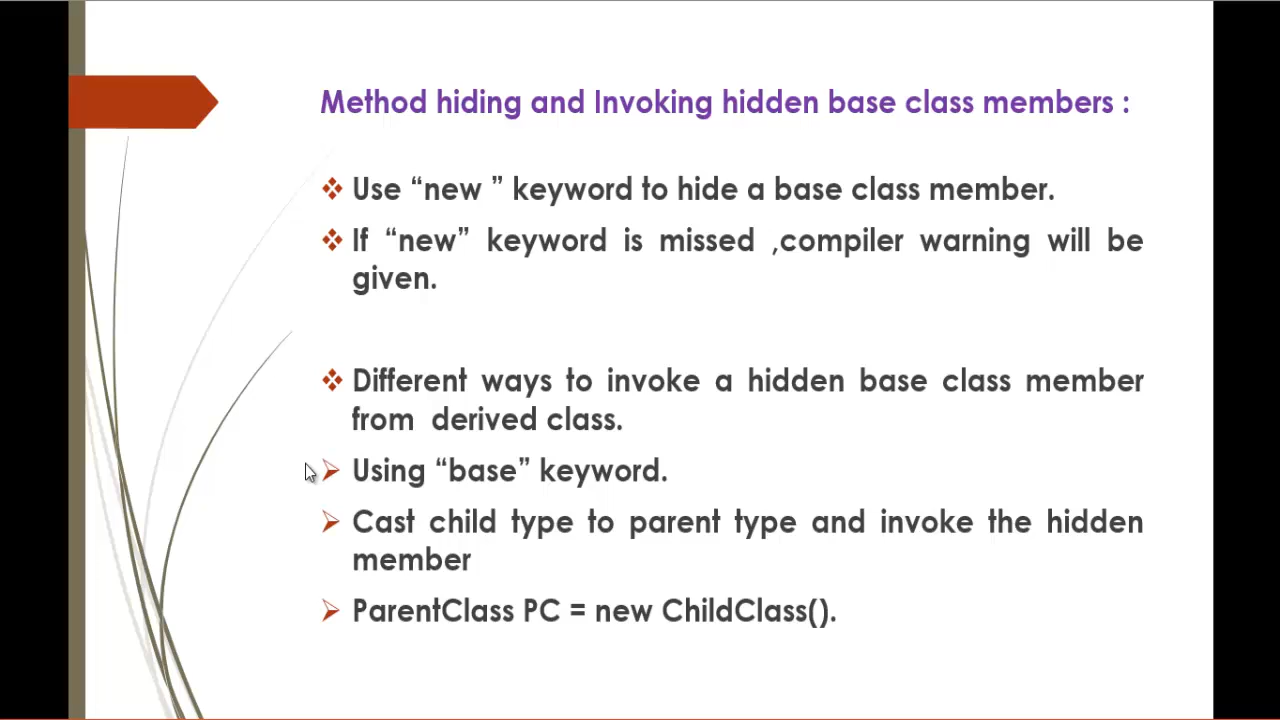 Method hiding and Invoking hidden base class members :
Use “new ” keyword to hide a base class member.
If “new” keyword is missed ,compiler warning will be
given.
Different ways to invoke a hidden base class member
from derived class.
Using “base” keyword.
Cast child type to parent type and invoke the hidden
member
ParentClass PC = new ChildClass().